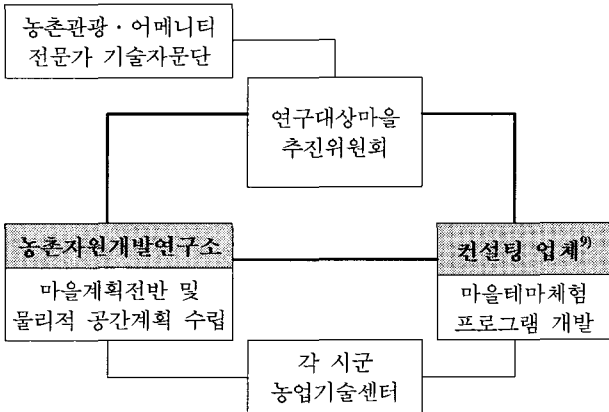 농촌관광·어메니티
전문가 기술자문단
연구대상마을
추진위원회
농촌자원개발연구소
마을계획전반 및
물리적 공간계획 수립
컨설팅 업체⁹⁾
마을테마체험
프로그램 개발
각 시군
농업기술센터